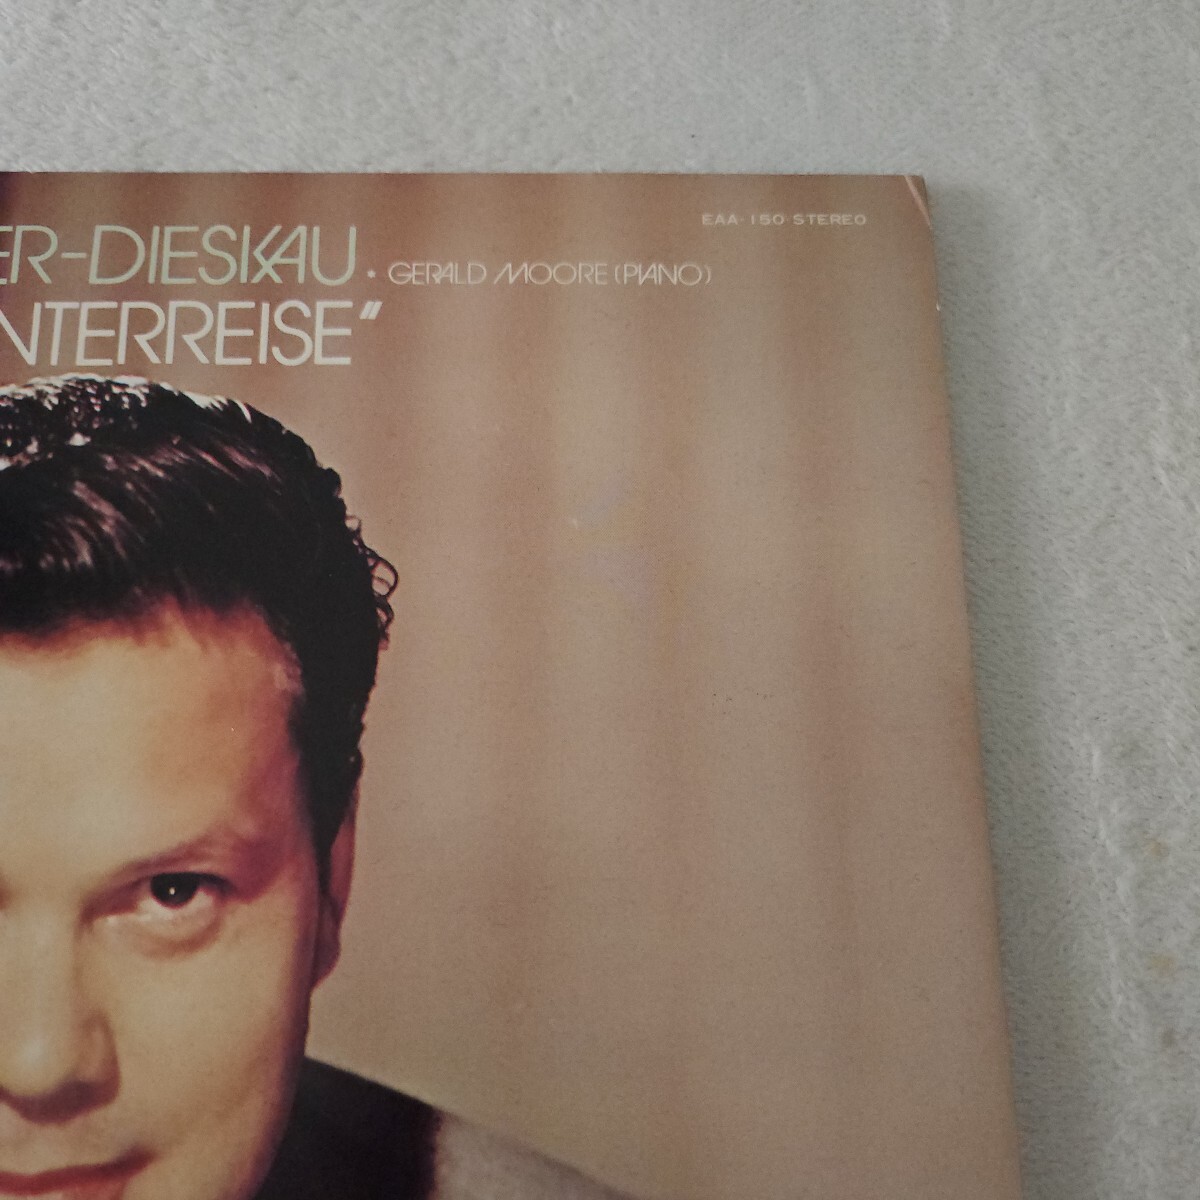 EAA-150 STEREO
ER-DIESKAU • GERALD MOORE (PIANO)
NTERREISE"